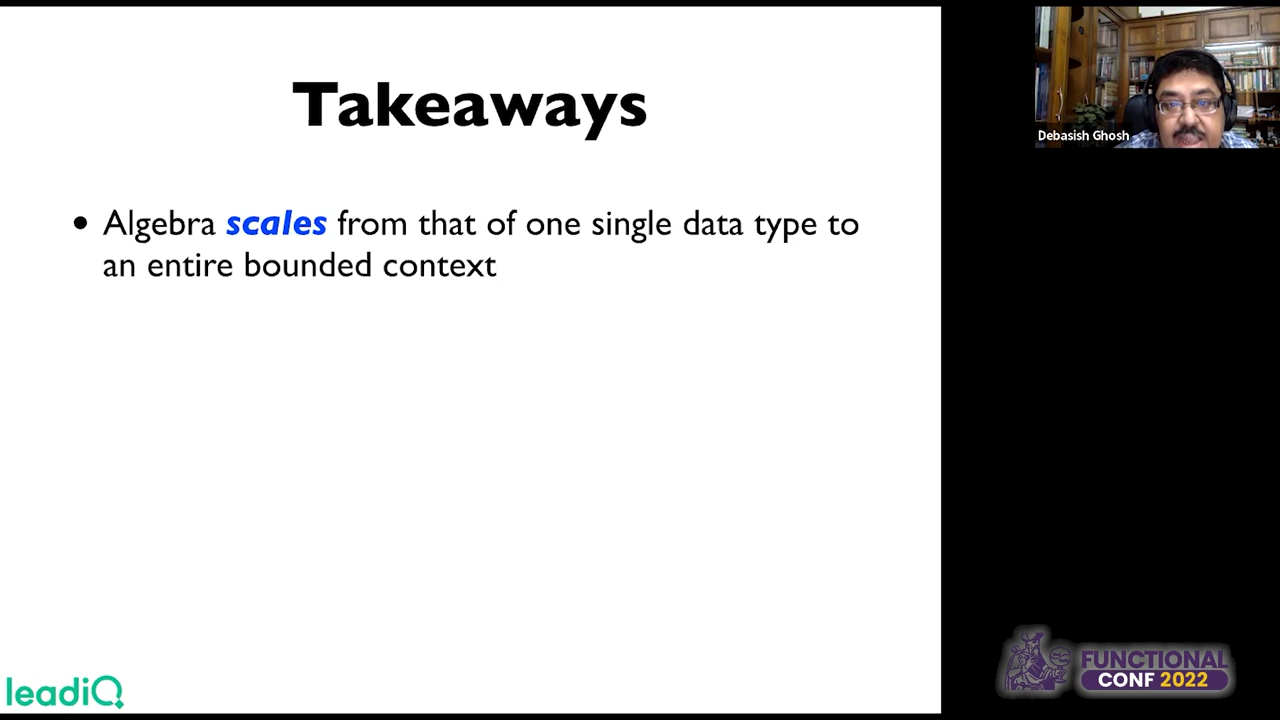 Takeaways
• Algebra scales from that of one single data type to
an entire bounded context
Debasish Ghosh
leadiQ
FUNCTIONAL
CONF 2022